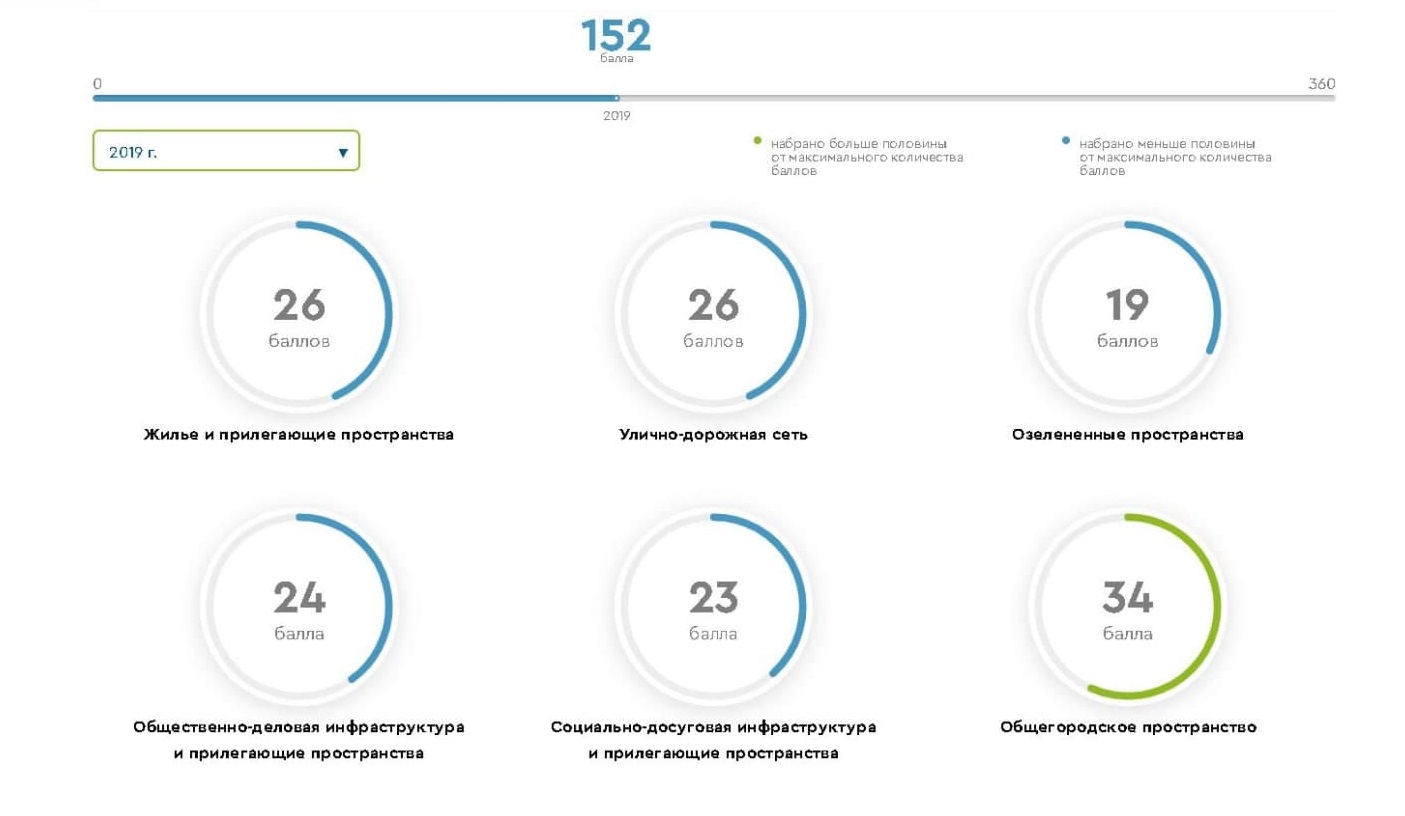 152
балла
0
360
2019
2019 г.
набрано больше половины
от максимального количества
баллов
набрано меньше половины
от максимального количества
баллов
26
баллов
Жилье и прилегающие пространства
26
баллов
Улично-дорожная сеть
19
баллов
Озелененные пространства
24
балла
Общественно-деловая инфраструктура
и прилегающие пространства
23
балла
Социально-досуговая инфраструктура
и прилегающие пространства
34
балла
Общегородское пространство